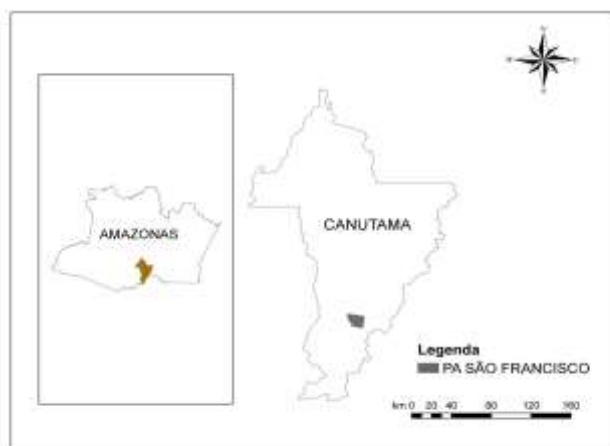 AMAZONAS
CANUTAMA
Legenda
PA SÃO FRANCISCO
km 0 20 40 80 120 160